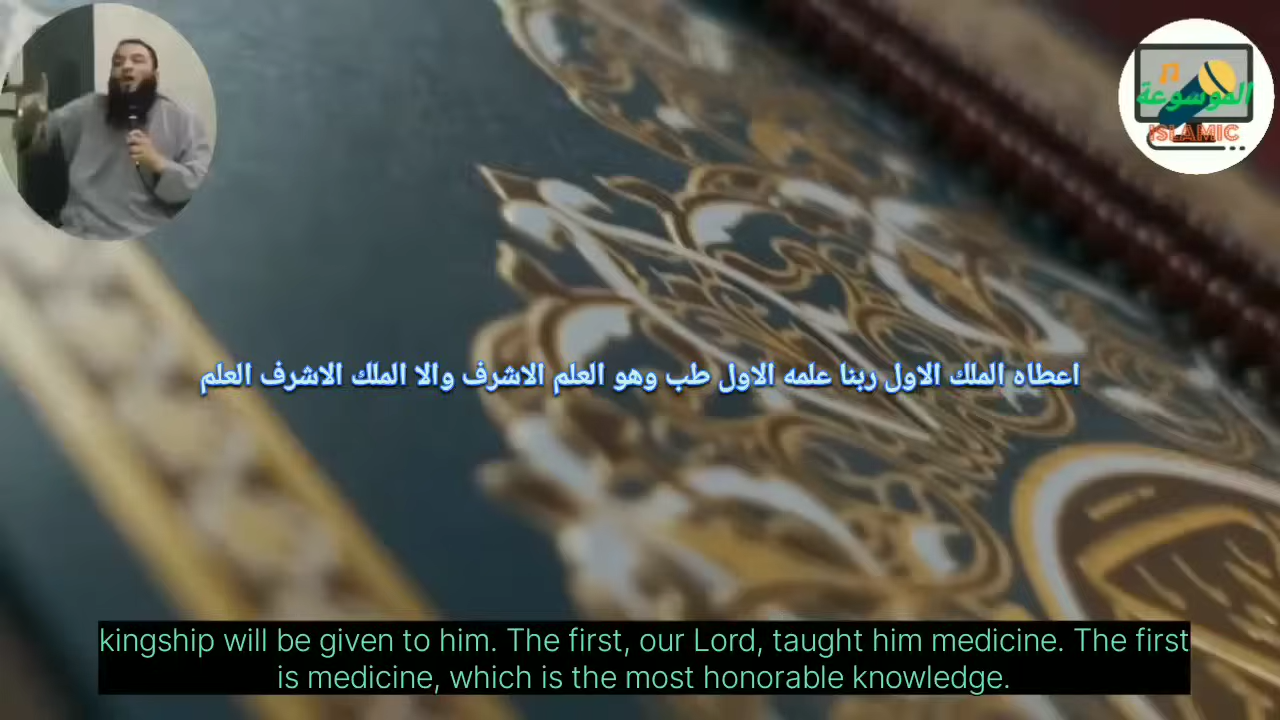 الموسوعة
ISLAMIC
اعطاه الملك الاول ربنا علمه الاول طب وهو العلم الاشرف والا الملك الاشرف العلم
kingship will be given to him. The first, our Lord, taught him medicine. The first
is medicine, which is the most honorable knowledge.